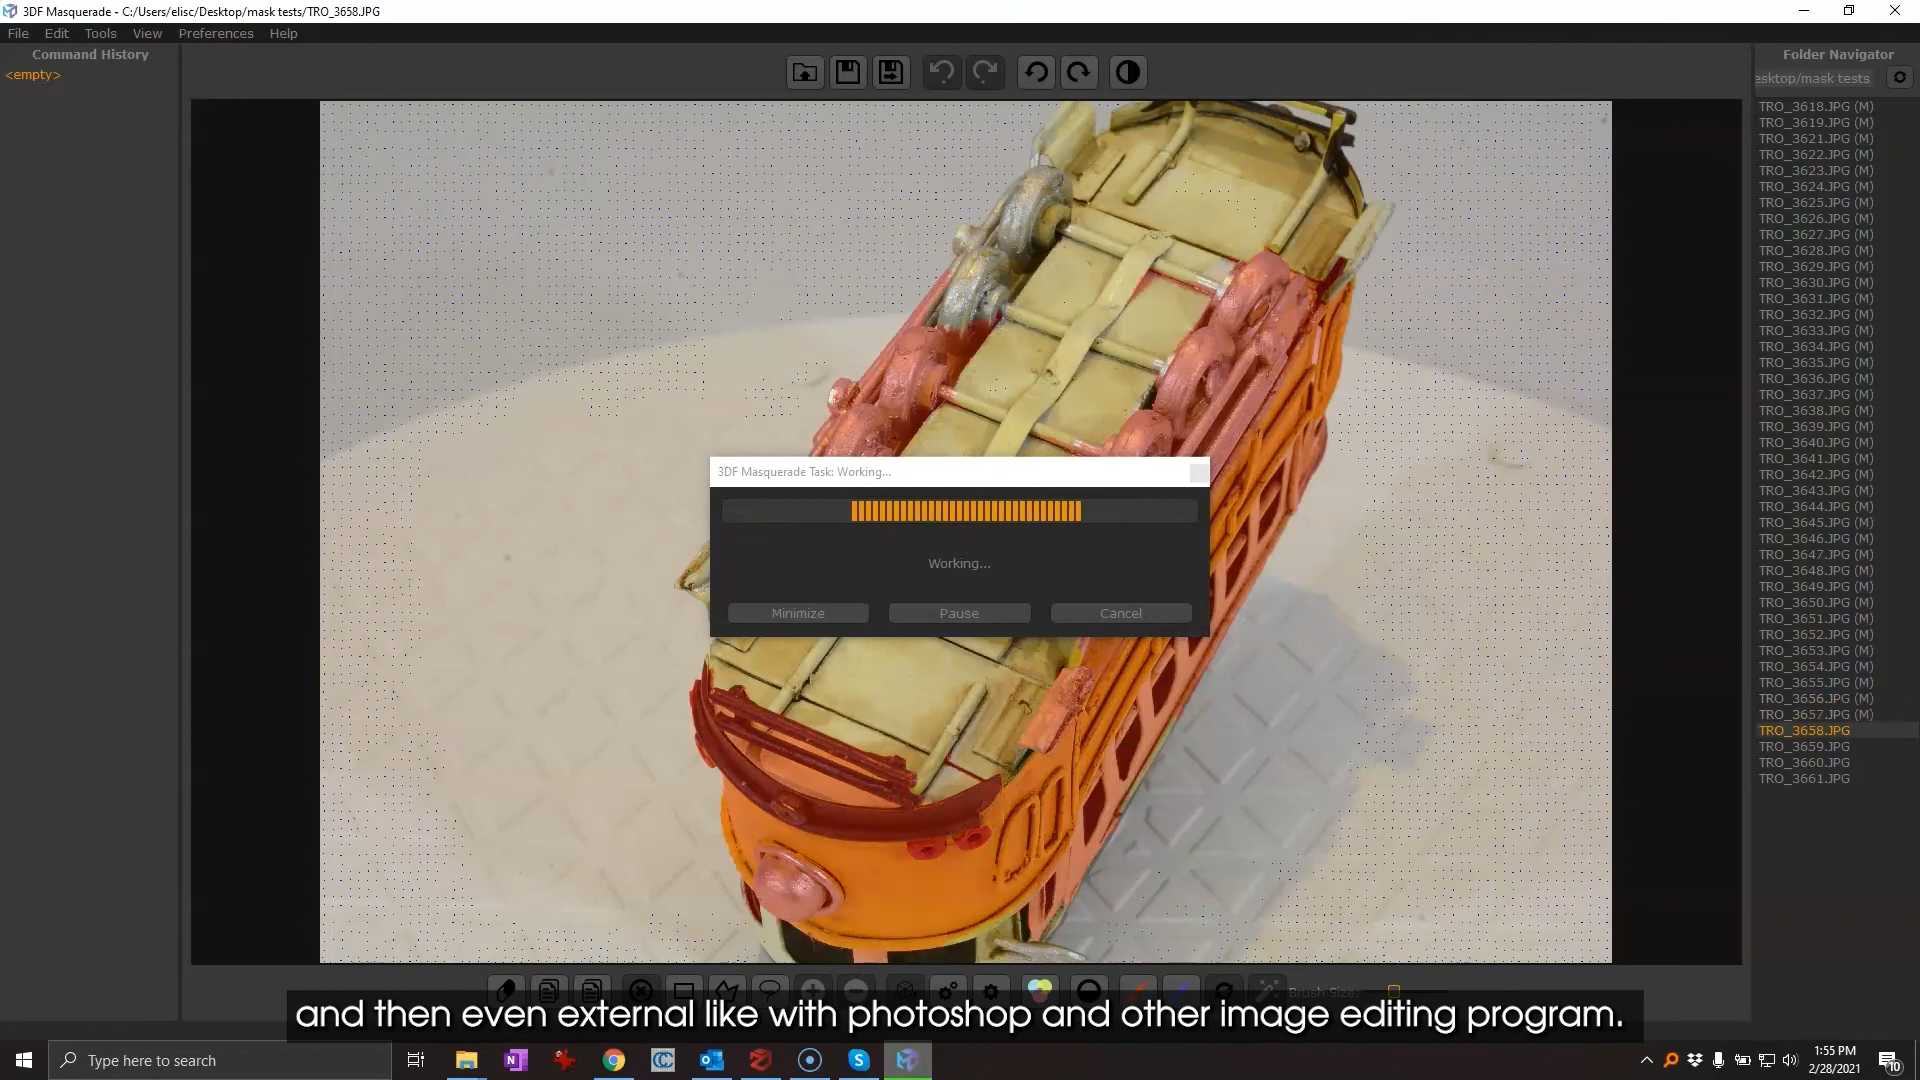 3DF Masquerade - C:/Users/elisc/Desktop/mask tests/TRO_3658.JPG
File Edit Tools View Preferences Help
Command History
<empty>
Folder Navigator
esktop/mask tests
TRO_3618.JPG (M)
TRO_3619.JPG (M)
TRO_3621.JPG (M)
TRO_3622.JPG (M)
TRO_3623.JPG (M)
TRO_3624.JPG (M)
TRO_3625.JPG (M)
TRO_3626.JPG (M)
TRO_3627.JPG (M)
TRO_3628.JPG (M)
TRO_3629.JPG (M)
TRO_3630.JPG (M)
TRO_3631.JPG (M)
TRO_3632.JPG (M)
TRO_3633.JPG (M)
TRO_3634.JPG (M)
TRO_3635.JPG (M)
TRO_3636.JPG (M)
TRO_3637.JPG (M)
TRO_3638.JPG (M)
TRO_3639.JPG (M)
TRO_3640.JPG (M)
TRO_3641.JPG (M)
TRO_3642.JPG (M)
TRO_3643.JPG (M)
TRO_3644.JPG (M)
TRO_3645.JPG (M)
TRO_3646.JPG (M)
TRO_3647.JPG (M)
TRO_3648.JPG (M)
TRO_3649.JPG (M)
TRO_3650.JPG (M)
TRO_3651.JPG (M)
TRO_3652.JPG (M)
TRO_3653.JPG (M)
TRO_3654.JPG (M)
TRO_3655.JPG (M)
TRO_3656.JPG (M)
TRO_3657.JPG (M)
TRO_3658.JPG
TRO_3659.JPG
TRO_3660.JPG
TRO_3661.JPG
3DF Masquerade Task: Working...
Working...
Minimize Pause Cancel
Brush Size:
and then even external like with photoshop and other image editing program.
Type here to search
1:55 PM
2/28/2021
10